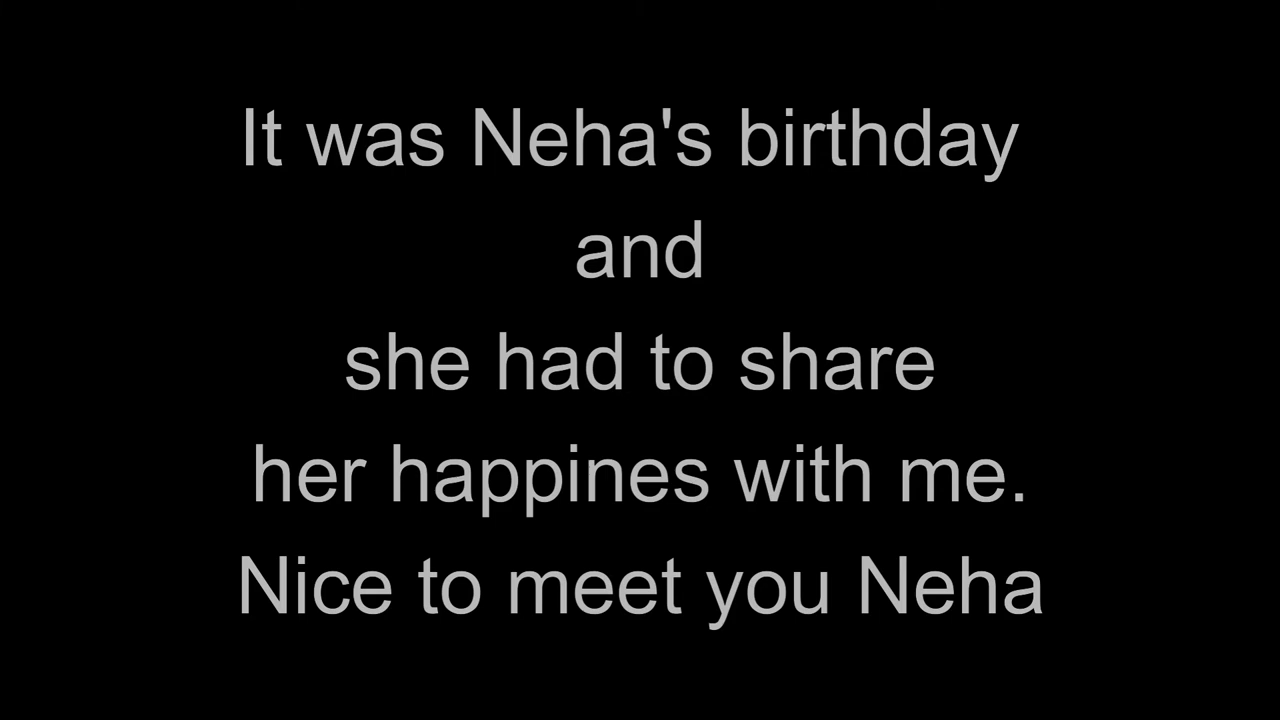 It was Neha's birthday
and
she had to share
her happines with me.
Nice to meet you Neha